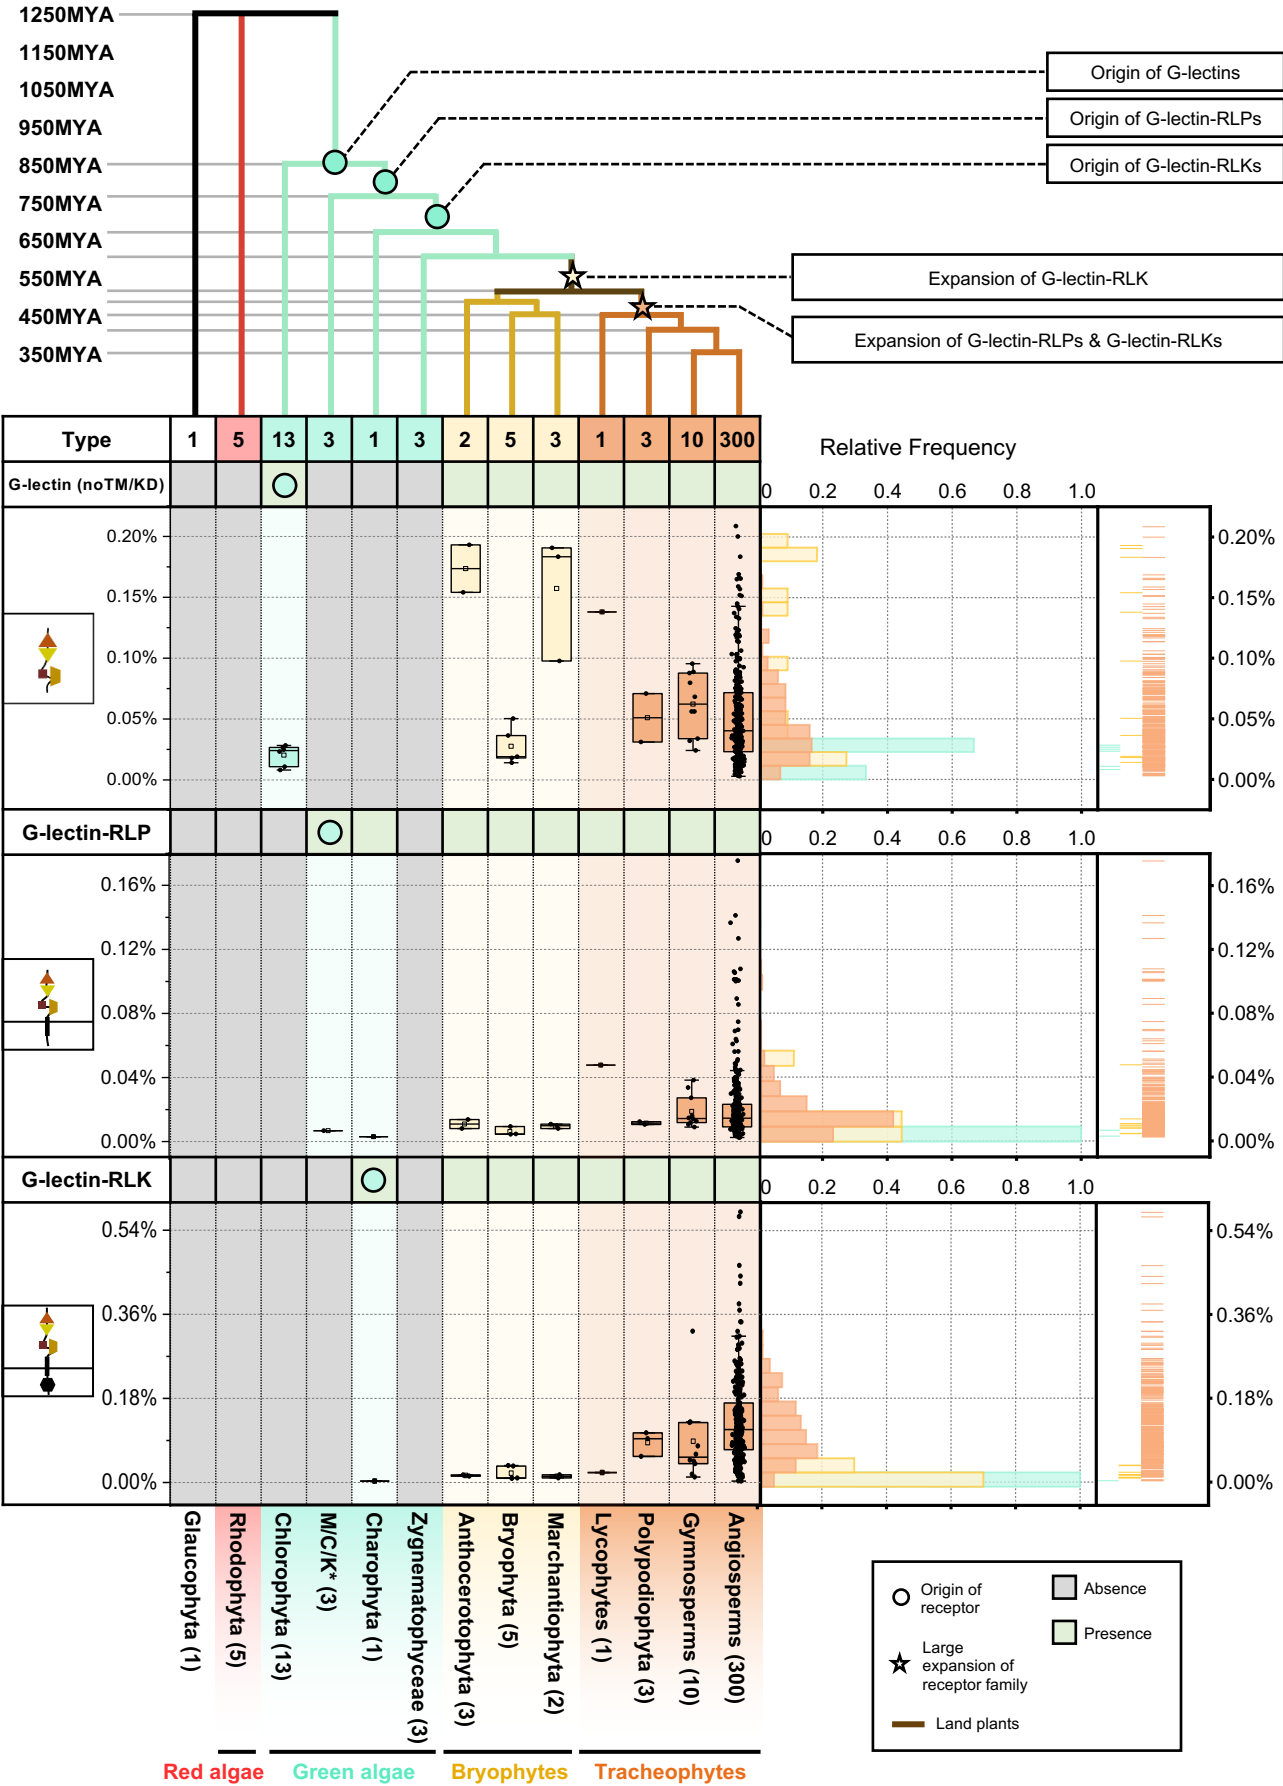 1250MYA
1150MYA
1050MYA
950MYA
850MYA
750MYA
650MYA
550MYA
450MYA
350MYA
Origin of G-lectins
Origin of G-lectin-RLPs
Origin of G-lectin-RLKs
Expansion of G-lectin-RLK
Expansion of G-lectin-RLPs & G-lectin-RLKs
Type 1 5 13 3 1 3 2 5 3 1 3 10 300
Relative Frequency
G-lectin (noTM/KD)
0 0.2 0.4 0.6 0.8 1.0
0.20% 0.20%
0.15% 0.15%
0.10% 0.10%
0.05% 0.05%
0.00% 0.00%
G-lectin-RLP
0 0.2 0.4 0.6 0.8 1.0
0.16% 0.16%
0.12% 0.12%
0.08% 0.08%
0.04% 0.04%
0.00% 0.00%
G-lectin-RLK
0 0.2 0.4 0.6 0.8 1.0
0.54% 0.54%
0.36% 0.36%
0.18% 0.18%
0.00% 0.00%
Glaucophyta (1)
Rhodophyta (5)
Chlorophyta (13)
M/C/K* (3)
Charophyta (1)
Zygnematophyceae (3)
Anthocerotophyta (3)
Bryophyta (5)
Marchantiophyta (2)
Lycophytes (1)
Polypodiophyta (3)
Gymnosperms (10)
Angiosperms (300)
Red algae
Green algae
Bryophytes
Tracheophytes
Origin of
receptor
Large
expansion of
receptor family
Land plants
Absence
Presence